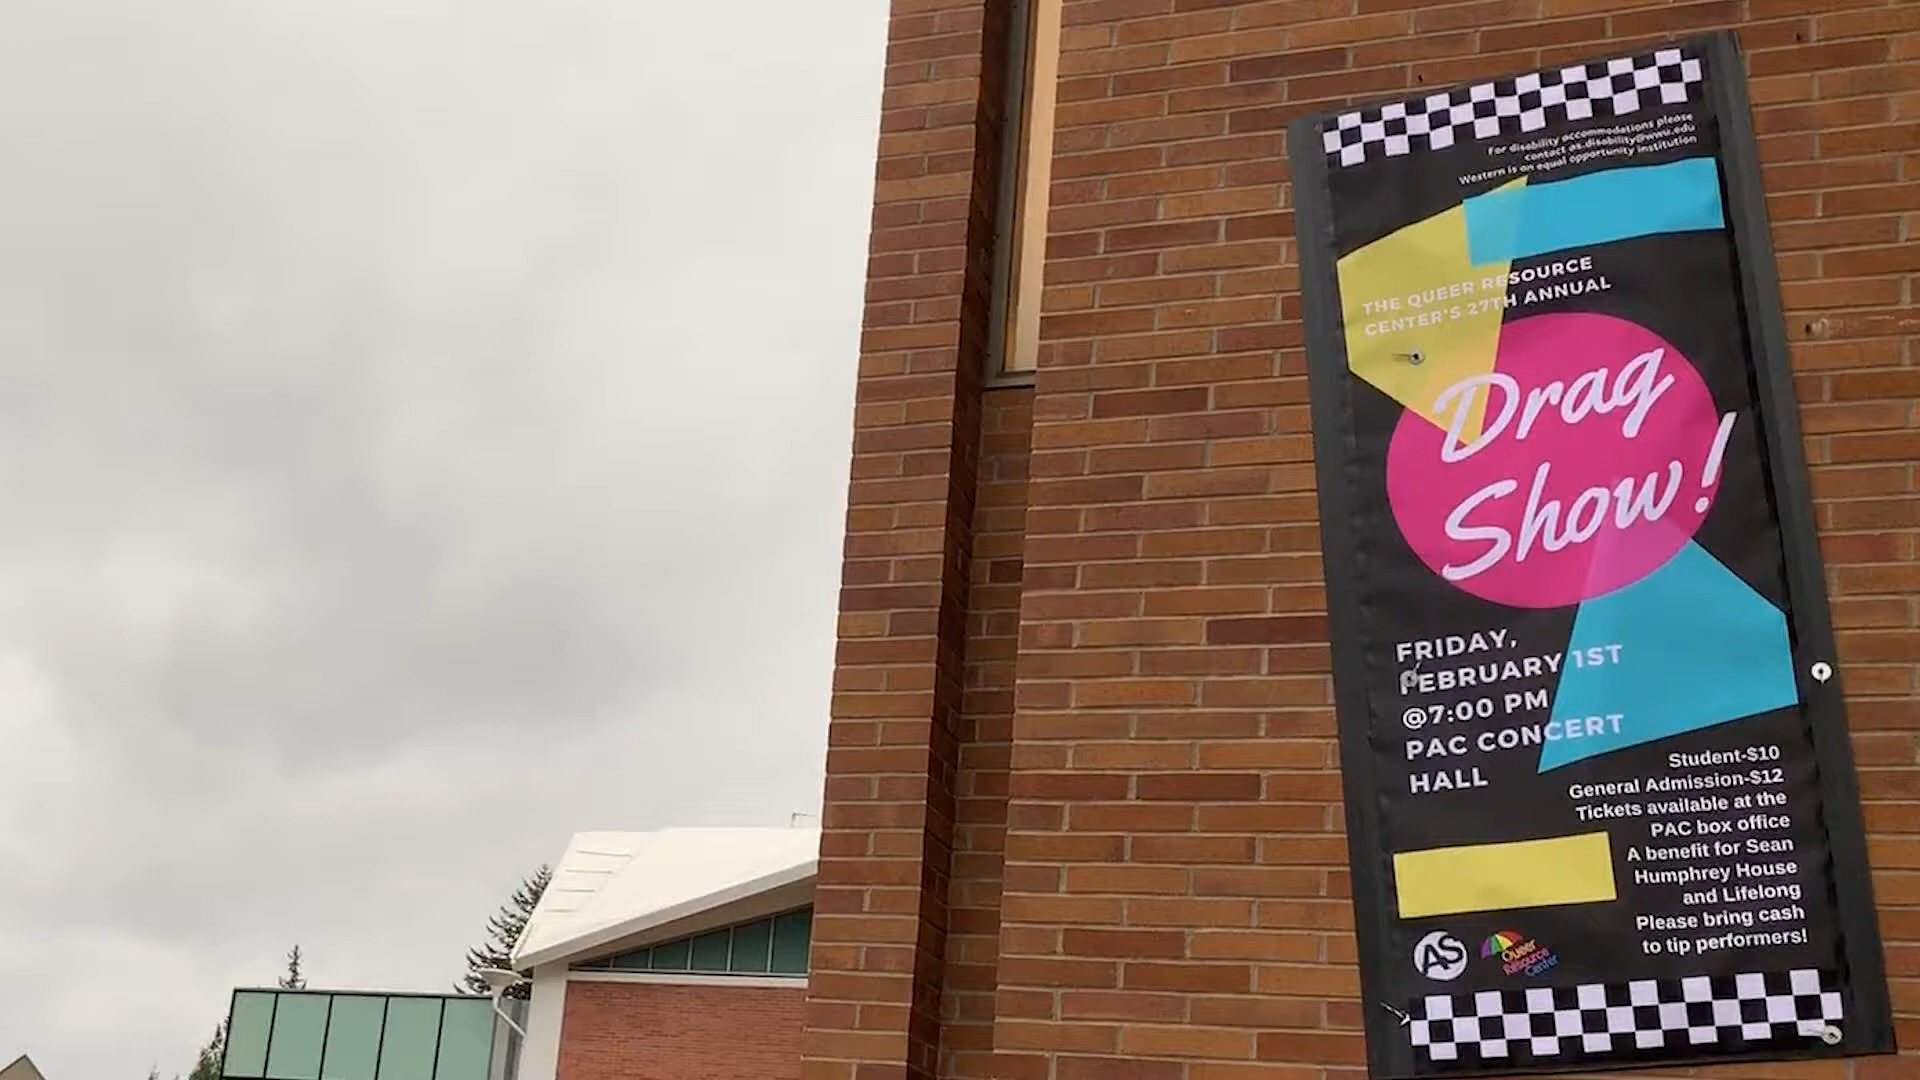 For disability accommodations please
contact as.disability@wwu.edu
Western is an equal opportunity institution
THE QUEER RESOURCE
CENTER'S 27TH ANNUAL
Drag
Show!
FRIDAY,
FEBRUARY 1ST
@7:00 PM
PAC CONCERT
HALL
Student-$10
General Admission-$12
Tickets available at the
PAC box office
A benefit for Sean
Humphrey House
and Lifelong
Please bring cash
to tip performers!
AS
Queer
Resource
Center